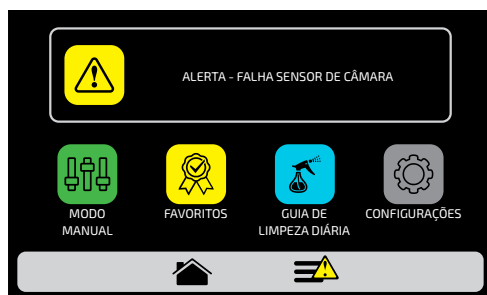 ALERTA - FALHA SENSOR DE CÂMARA
MODO
MANUAL
FAVORITOS
GUIA DE
LIMPEZA DIÁRIA
CONFIGURAÇÕES